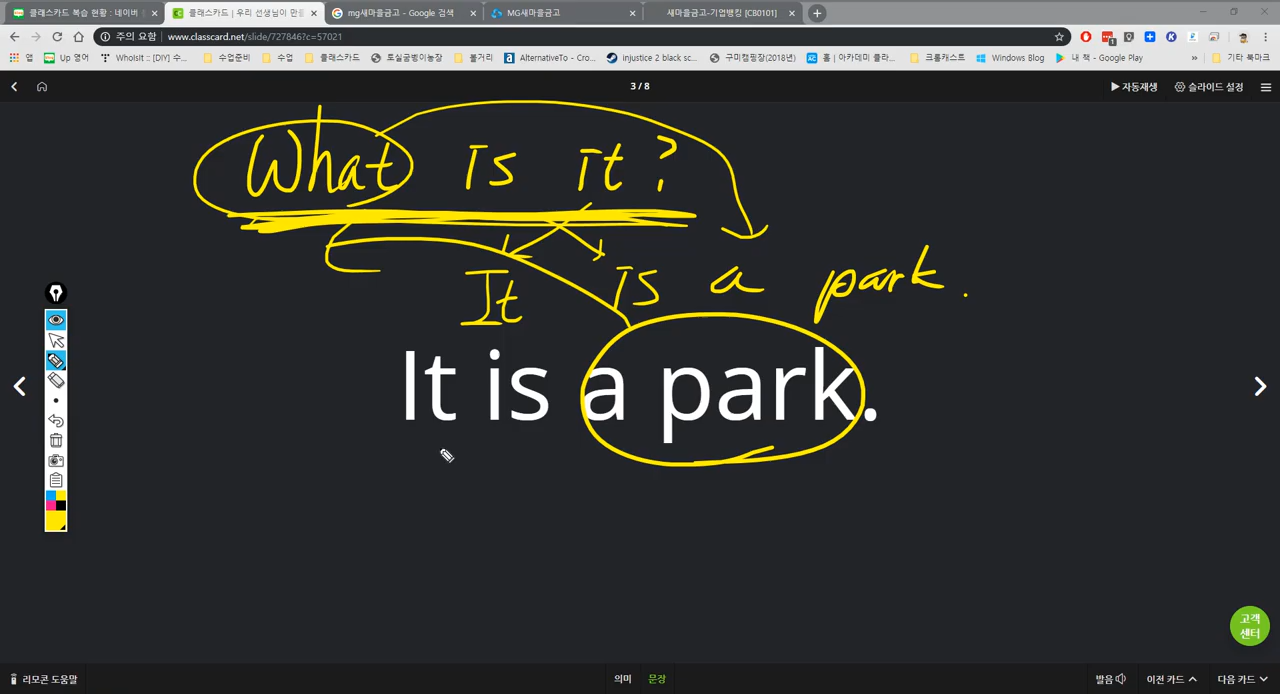 클래스카드 복습 현황 : 네이버
클래스카드 | 우리 선생님이 만들
mg새마을금고 - Google 검색
MG새마을금고
새마을금고-기업뱅킹 [CB0101]
주의 요함 | www.classcard.net/slide/727846?c=57021
앱 Up 영어 WhoisIt :: [DIY] 수... 수업준비 수업 클래스카드 토실굼벵이농장 볼거리 AlternativeTo - Cro... injustice 2 black sc... 구미캠핑장(2018년) 홈 | 아카데미 클라... 크롬캐스트 Windows Blog 내 책 - Google Play » 기타 북마크
3 / 8
자동재생 슬라이드 설정
What is it?
It is a park.
It is a park.
고객
센터
리모콘 도움말 의미 문장 발음 이전 카드 다음 카드